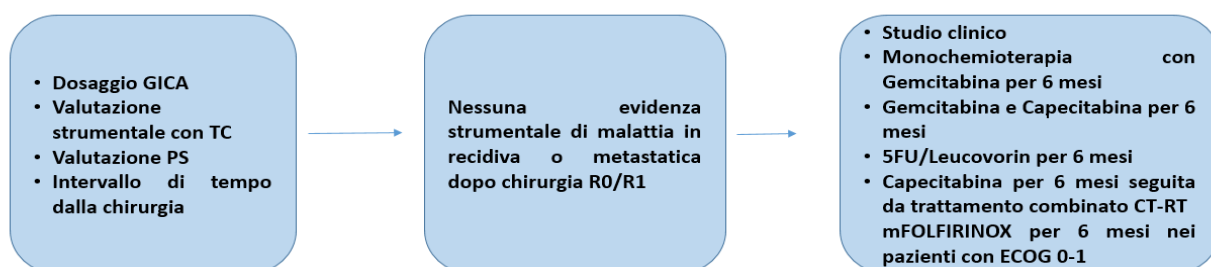 • Dosaggio GICA
• Valutazione
strumentale con TC
• Valutazione PS
• Intervallo di tempo
dalla chirurgia
Nessuna evidenza
strumentale di malattia in
recidiva o metastatica
dopo chirurgia R0/R1
• Studio clinico
• Monochemioterapia con
Gemcitabina per 6 mesi
• Gemcitabina e Capecitabina per 6
mesi
• 5FU/Leucovorin per 6 mesi
• Capecitabina per 6 mesi seguita
da trattamento combinato CT-RT
mFOLFIRINOX per 6 mesi nei
pazienti con ECOG 0-1